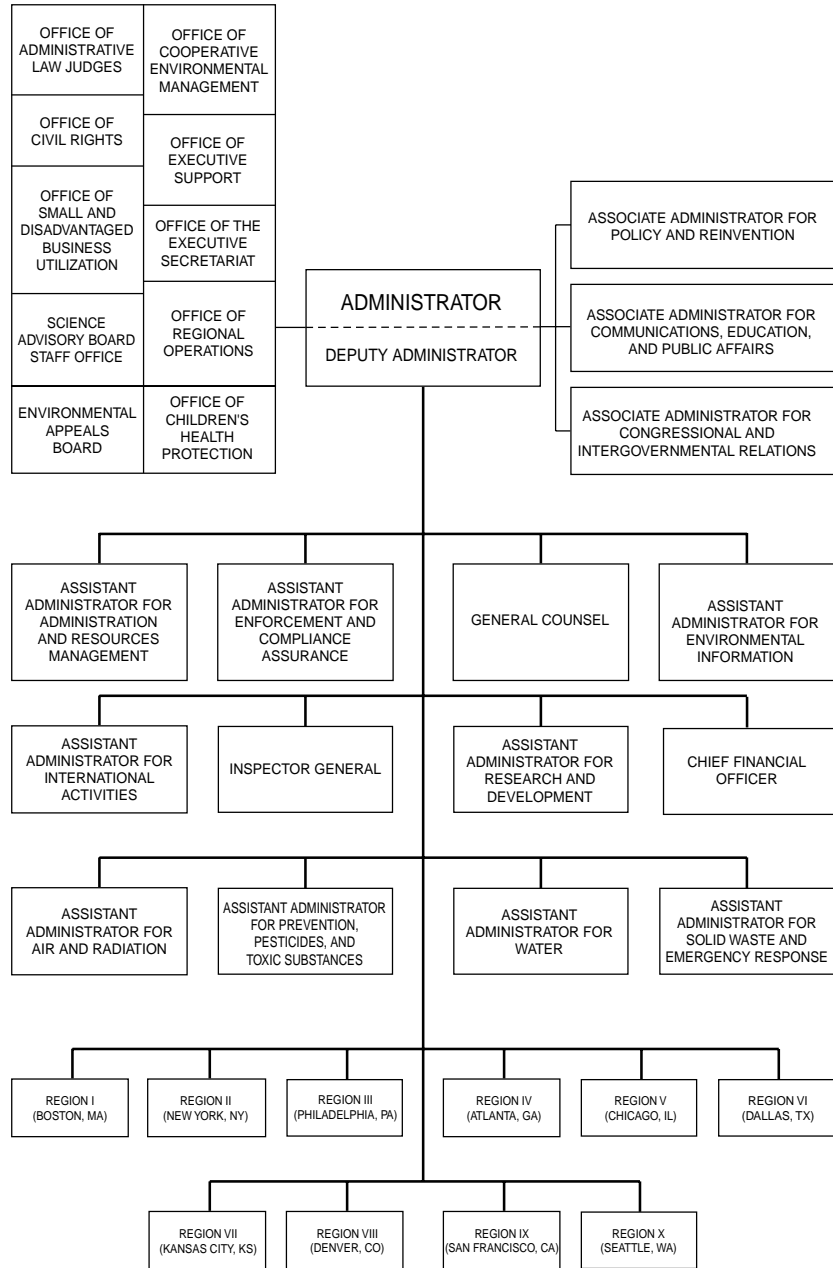 OFFICE OF
ADMINISTRATIVE
LAW JUDGES
OFFICE OF
CIVIL RIGHTS
OFFICE OF
SMALL AND
DISADVANTAGED
BUSINESS
UTILIZATION
SCIENCE
ADVISORY BOARD
STAFF OFFICE
ENVIRONMENTAL
APPEALS
BOARD
OFFICE OF
COOPERATIVE
ENVIRONMENTAL
MANAGEMENT
OFFICE OF
EXECUTIVE
SUPPORT
OFFICE OF THE
EXECUTIVE
SECRETARIAT
OFFICE OF
REGIONAL
OPERATIONS
OFFICE OF
CHILDREN'S
HEALTH
PROTECTION
ADMINISTRATOR
DEPUTY ADMINISTRATOR
ASSOCIATE ADMINISTRATOR FOR
POLICY AND REINVENTION
ASSOCIATE ADMINISTRATOR FOR
COMMUNICATIONS, EDUCATION,
AND PUBLIC AFFAIRS
ASSOCIATE ADMINISTRATOR FOR
CONGRESSIONAL AND
INTERGOVERNMENTAL RELATIONS
ASSISTANT
ADMINISTRATOR FOR
ADMINISTRATION
AND RESOURCES
MANAGEMENT
ASSISTANT
ADMINISTRATOR FOR
ENFORCEMENT AND
COMPLIANCE
ASSURANCE
GENERAL COUNSEL
ASSISTANT
ADMINISTRATOR FOR
ENVIRONMENTAL
INFORMATION
ASSISTANT
ADMINISTRATOR FOR
INTERNATIONAL
ACTIVITIES
INSPECTOR GENERAL
ASSISTANT
ADMINISTRATOR FOR
RESEARCH AND
DEVELOPMENT
CHIEF FINANCIAL
OFFICER
ASSISTANT
ADMINISTRATOR FOR
AIR AND RADIATION
ASSISTANT ADMINISTRATOR
FOR PREVENTION,
PESTICIDES, AND
TOXIC SUBSTANCES
ASSISTANT
ADMINISTRATOR FOR
WATER
ASSISTANT
ADMINISTRATOR FOR
SOLID WASTE AND
EMERGENCY RESPONSE
REGION I
(BOSTON, MA)
REGION II
(NEW YORK, NY)
REGION III
(PHILADELPHIA, PA)
REGION IV
(ATLANTA, GA)
REGION V
(CHICAGO, IL)
REGION VI
(DALLAS, TX)
REGION VII
(KANSAS CITY, KS)
REGION VIII
(DENVER, CO)
REGION IX
(SAN FRANCISCO, CA)
REGION X
(SEATTLE, WA)